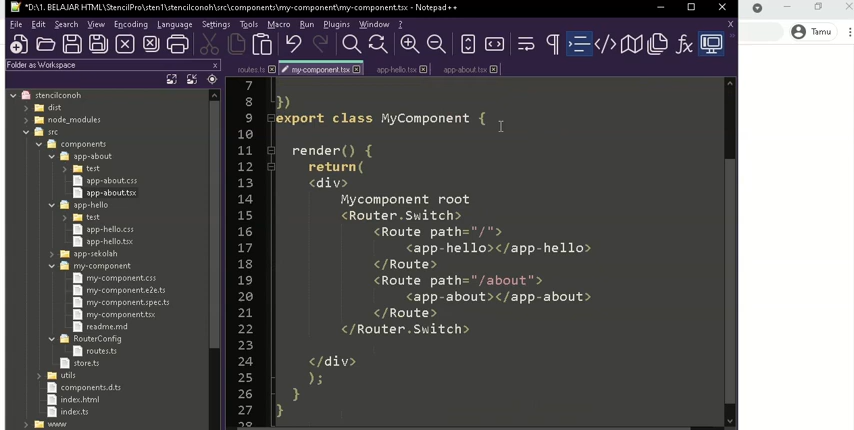 *D:\1. BELAJAR HTML\StencilPro\sten1\stencilconoh\src\components\my-component\my-component.tsx - Notepad++
File Edit Search View Encoding Language Settings Tools Macro Run Plugins Window ? X
Tamu
Folder as Workspace x
routes.ts my-component.tsx app-hello.tsx app-about.tsx
stencilconoh
dist
node_modules
src
components
app-about
test
app-about.css
app-about.tsx
app-hello
test
app-hello.css
app-hello.tsx
app-sekolah
my-component
my-component.css
my-component.e2e.ts
my-component.spec.ts
my-component.tsx
readme.md
RouterConfig
routes.ts
store.ts
utils
components.d.ts
index.html
index.ts
www
7
8 })
9 export class MyComponent {
10
11 render() {
12 return(
13 <div>
14 Mycomponent root
15 <Router.Switch>
16 <Route path="/">
17 <app-hello></app-hello>
18 </Route>
19 <Route path="/about">
20 <app-about></app-about>
21 </Route>
22 </Router.Switch>
23
24 </div>
25 );
26 }
27 }
28